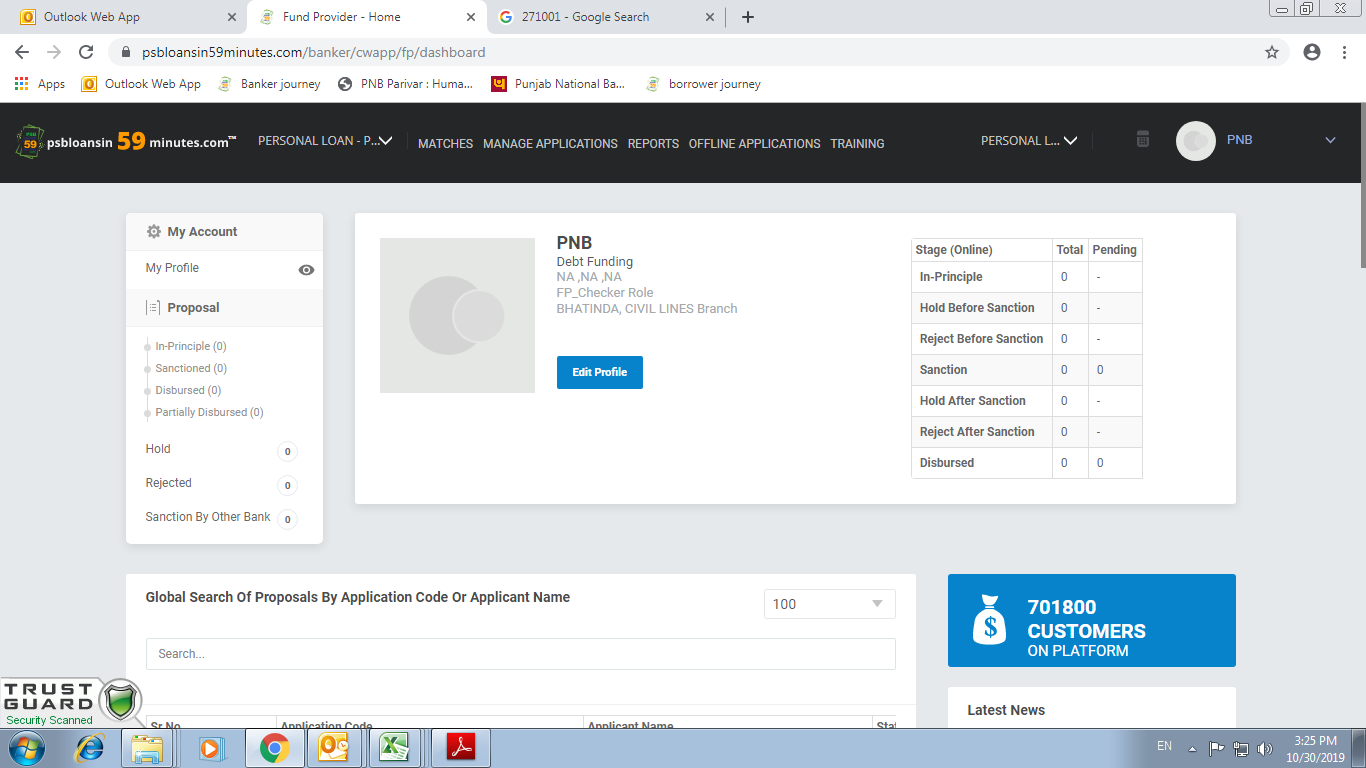 Outlook Web App
Fund Provider - Home
271001 - Google Search
psbloansin59minutes.com/banker/cwapp/fp/dashboard
Apps
Outlook Web App
Banker journey
PNB Parivar : Huma...
Punjab National Ba...
borrower journey
psbloansin 59 minutes.com™
PERSONAL LOAN - P...
MATCHES
MANAGE APPLICATIONS
REPORTS
OFFLINE APPLICATIONS
TRAINING
PERSONAL L...
PNB
My Account
My Profile
Proposal
In-Principle (0)
Sanctioned (0)
Disbursed (0)
Partially Disbursed (0)
Hold 0
Rejected 0
Sanction By Other Bank 0
PNB
Debt Funding
NA ,NA ,NA
FP_Checker Role
BHATINDA, CIVIL LINES Branch
Edit Profile
Stage (Online) Total Pending
In-Principle 0 -
Hold Before Sanction 0 -
Reject Before Sanction 0 -
Sanction 0 0
Hold After Sanction 0 -
Reject After Sanction 0 -
Disbursed 0 0
Global Search Of Proposals By Application Code Or Applicant Name
100
Search...
Sr.No Application Code Applicant Name Stat
701800
CUSTOMERS
ON PLATFORM
Latest News
TRUST
GUARD
Security Scanned
EN
3:25 PM
10/30/2019